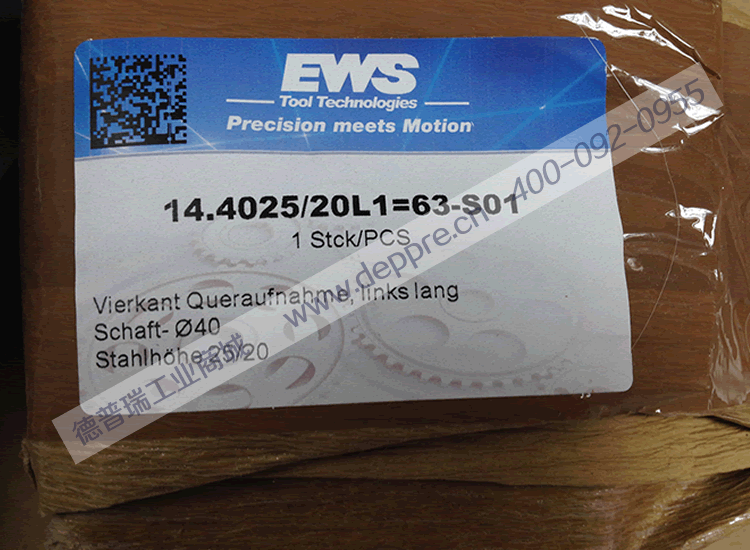 EWS
Tool Technologies
Precision meets Motion
14.4025/20L1=63-S01
1 Stck/PCS
Vierkant Queraufnahme, links lang
Schaft- Ø40
Stahlhöhe 25/20
德普瑞工业商城 www.deppre.cn 400-092-0955